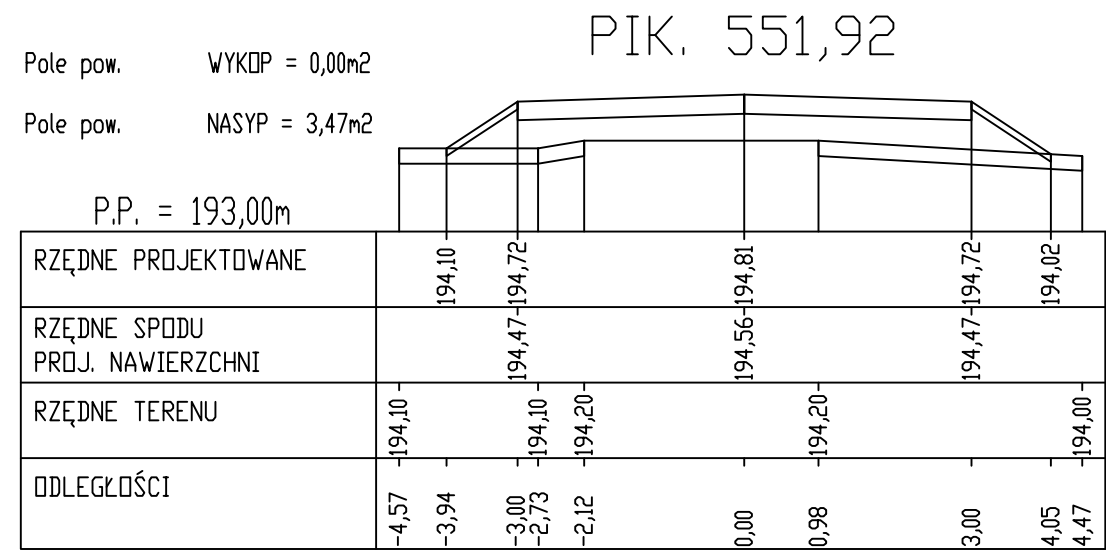 PIK. 551,92
Pole pow. WYKOP = 0,00m2
Pole pow. NASYP = 3,47m2
P.P. = 193,00m
RZĘDNE PROJEKTOWANE 194,10 194,72 194,81 194,72 194,02
RZĘDNE SPODU
PROJ. NAWIERZCHNI 194,47 194,56 194,47
RZĘDNE TERENU 194,10 194,10 194,20 194,20 194,00
ODLEGŁOŚCI -4,57 -3,94 -3,00 -2,73 -2,12 0,00 0,98 3,00 4,05 4,47